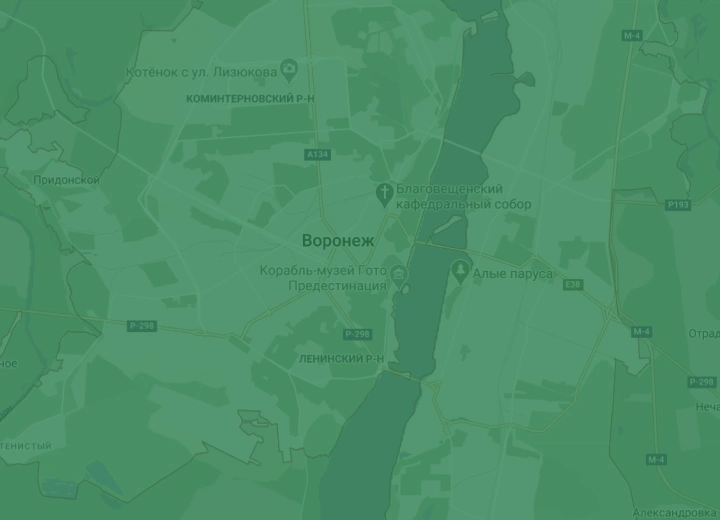 М-4
Котёнок с ул. Лизюкова
КОМИНТЕРНОВСКИЙ Р-Н
А134
Придонской
Благовещенский
кафедральный собор
Р193
Воронеж
Корабль-музей Гото
Предестинация
Алые паруса
Е38
Р-298
Р-298
М-4
Отрад
ЛЕНИНСКИЙ Р-Н
ное
Р-298
Неча
ТЕНИСТЫЙ
М-4
Александровка